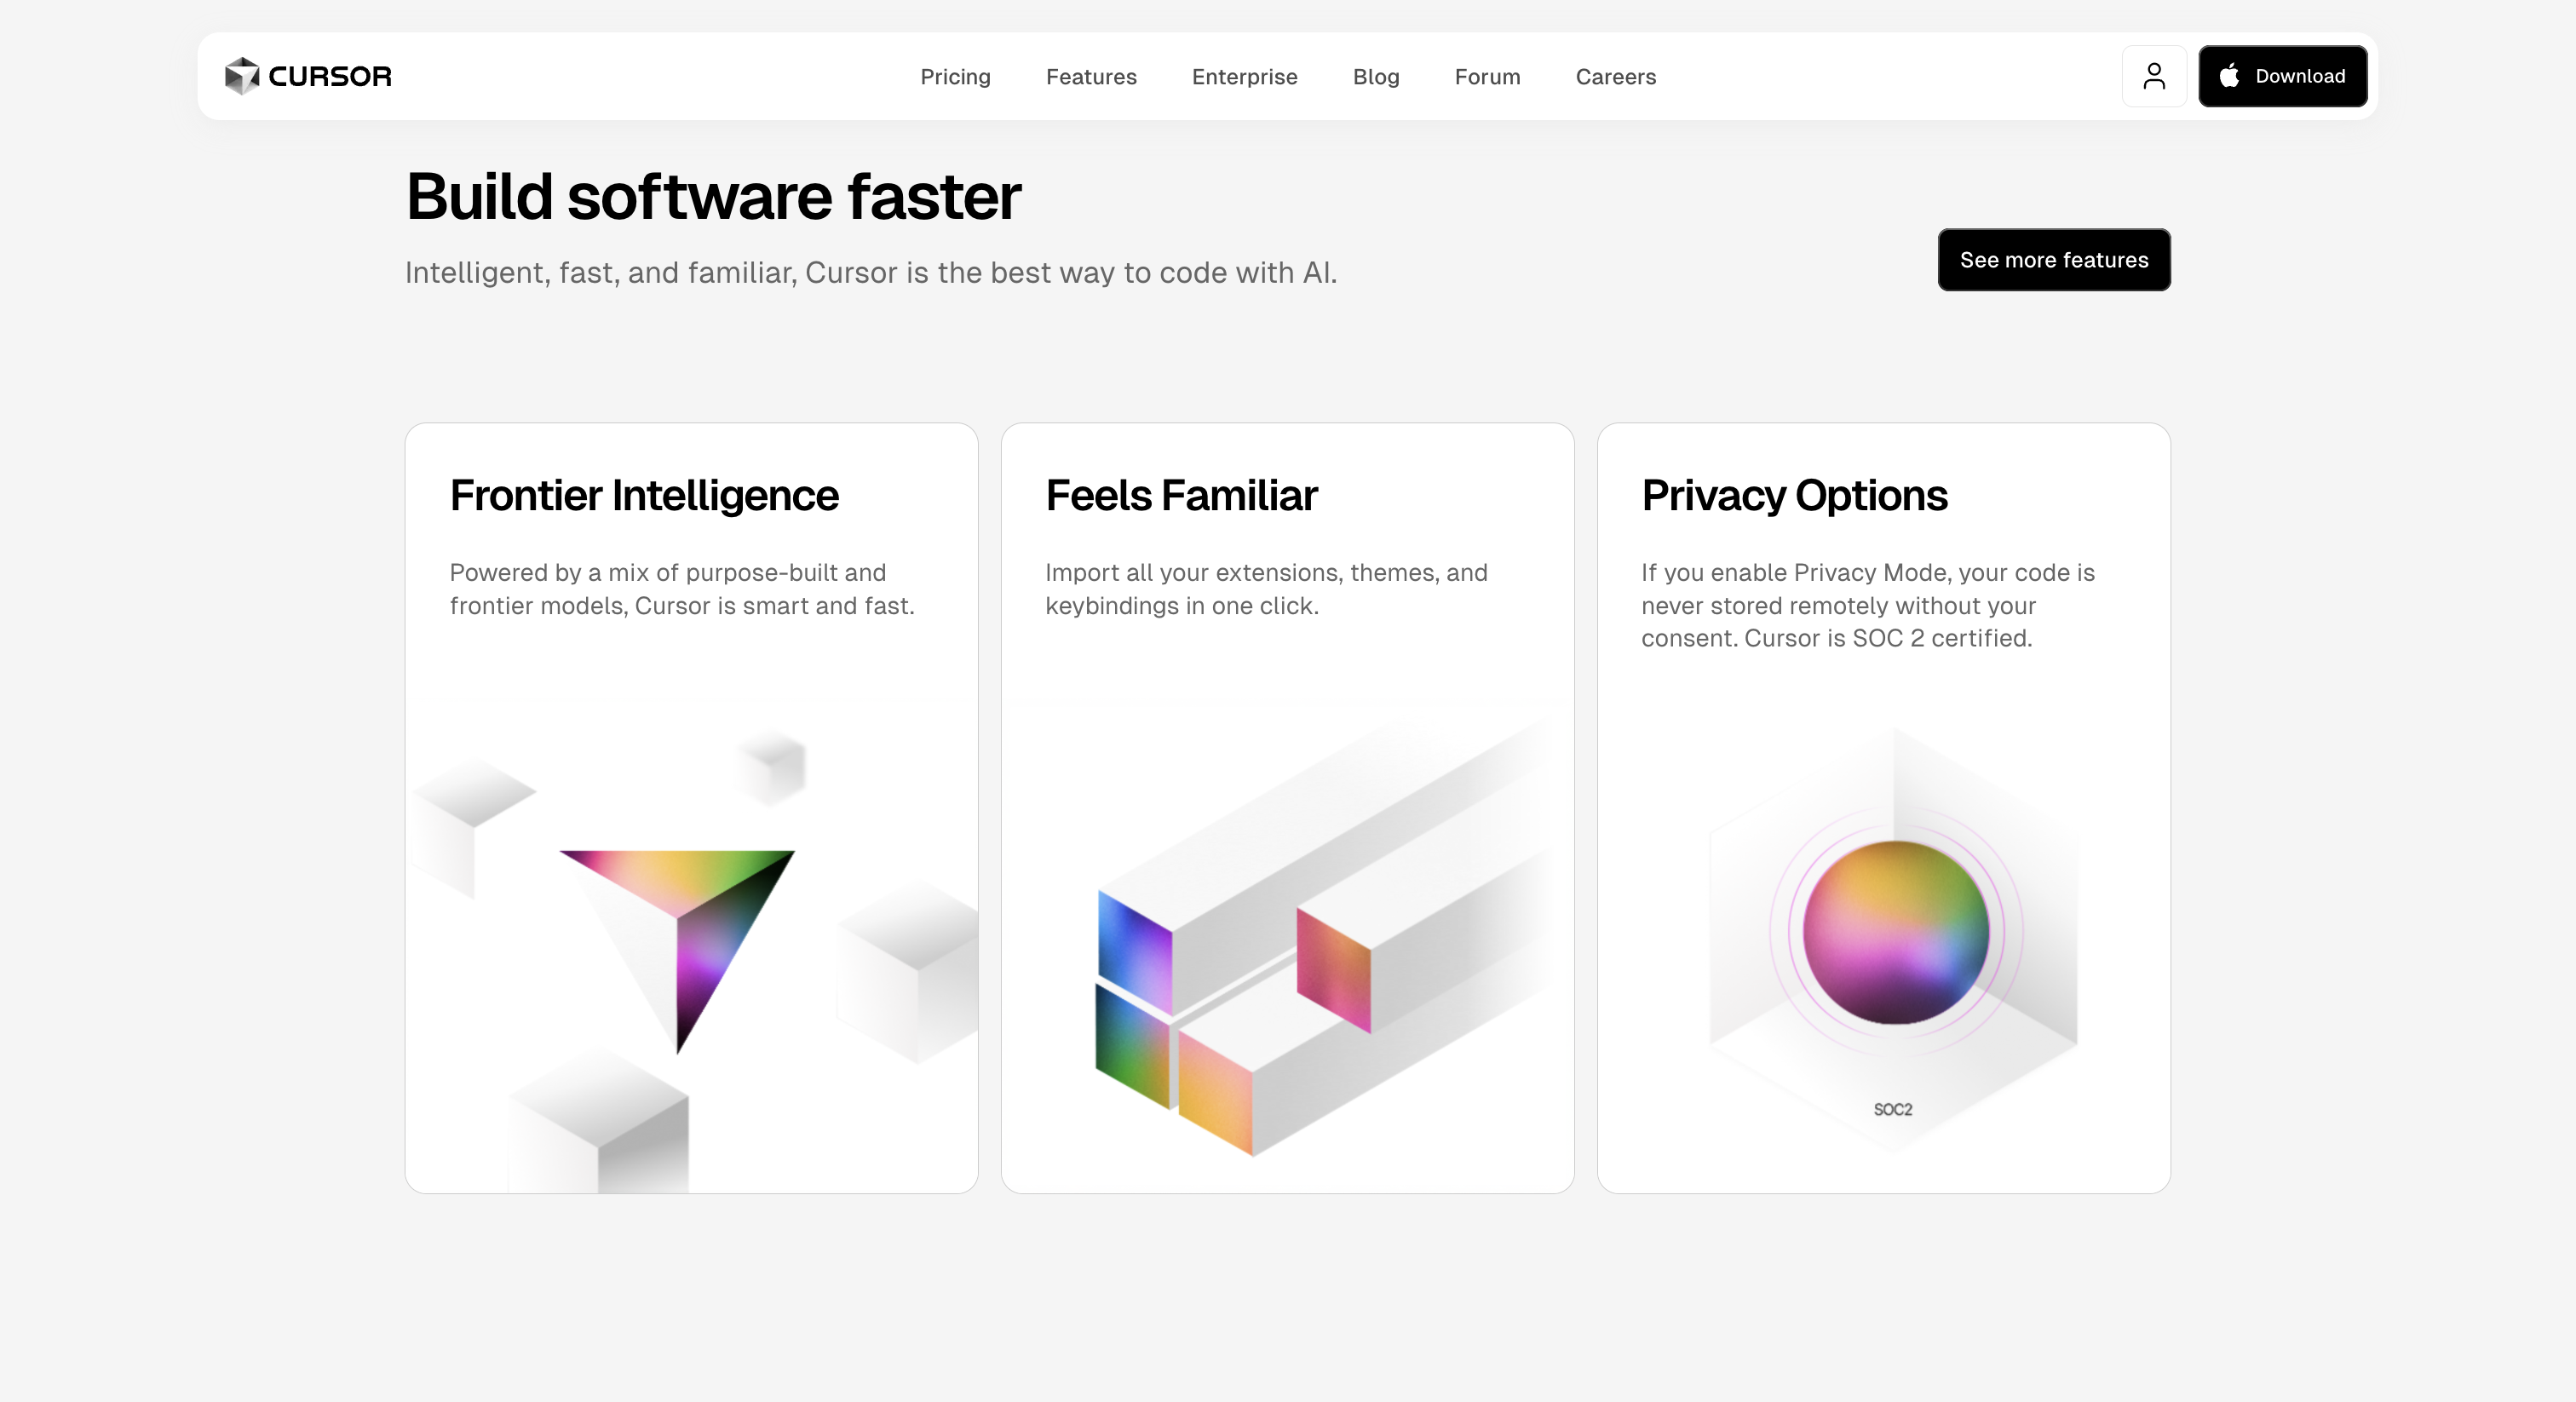 CURSOR
Pricing
Features
Enterprise
Blog
Forum
Careers
Download
Build software faster
Intelligent, fast, and familiar, Cursor is the best way to code with AI.
See more features
Frontier Intelligence
Powered by a mix of purpose-built and
frontier models, Cursor is smart and fast.
Feels Familiar
Import all your extensions, themes, and
keybindings in one click.
Privacy Options
If you enable Privacy Mode, your code is
never stored remotely without your
consent. Cursor is SOC 2 certified.
SOC2